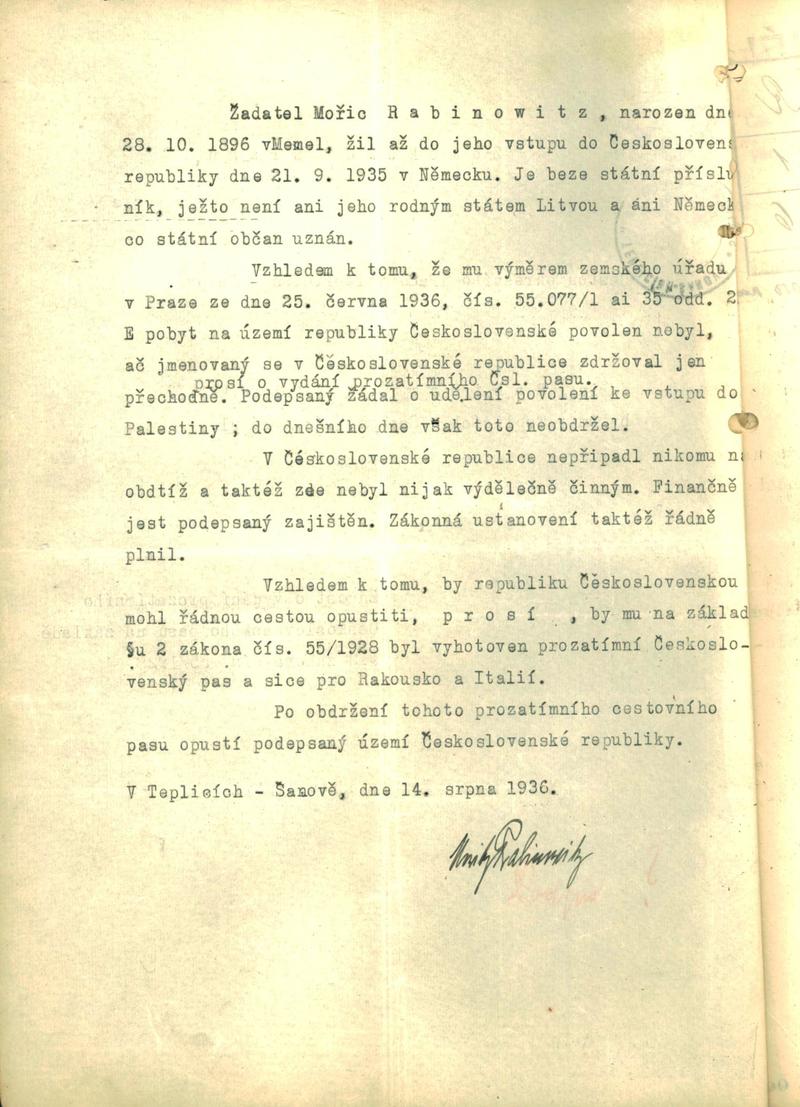 Žadatel Mořic R a b i n o w i t z , narozen dne
28. 10. 1896 vMemel, žil až do jeho vstupu do Českoslovens
republiky dne 21. 9. 1935 v Německu. Je beze státní příslu
ník, ježto není ani jeho rodným státem Litvou a áni Německ
co státní občan uznán.
Vzhledem k tomu, že mu výměrem zemského úřadu
v Praze ze dne 25. června 1936, čís. 55.077/1 ai 35 odd. 2
E pobyt na území republiky Československé povolen nebyl,
ač jmenovaný se v Československé republice zdržoval jen
prosí o vydání prozatímního Čsl. pasu.
přechodně. Podepsaný žádal o udělení povolení ke vstupu do
Palestiny ; do dnešního dne však toto neobdržel.
V Československé republice nepřipadl nikomu na
obdtíž a taktéž zde nebyl nijak výdělečně činným. Finančně
jest podepsaný zajištěn. Zákonná ustanovení taktéž řádně
plnil.
Vzhledem k tomu, by republiku Československou
mohl řádnou cestou opustiti, p r o s í , by mu na základ
§u 2 zákona čís. 55/1928 byl vyhotoven prozatímní Českoslo-
venský pas a sice pro Rakousko a Italií.
Po obdržení tohoto prozatímního cestovního
pasu opustí podepsaný území Československé republiky.
V Teplicích - Šanově, dne 14. srpna 1936.
Moritz Rabinowitz